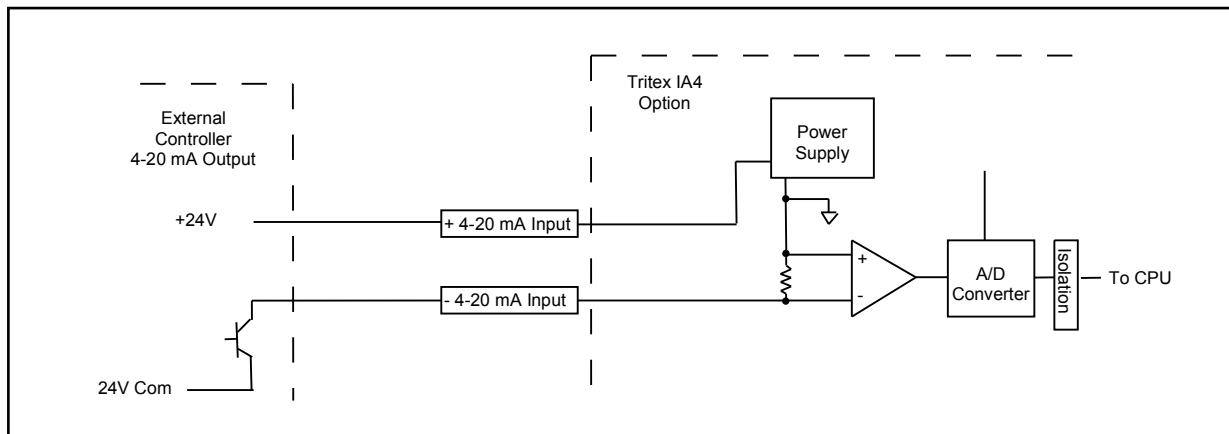 Tritex IA4
Option
External
Controller
4-20 mA Output
Power
Supply
+24V
+ 4-20 mA Input
+
-
A/D
Converter
Isolation
To CPU
- 4-20 mA Input
24V Com